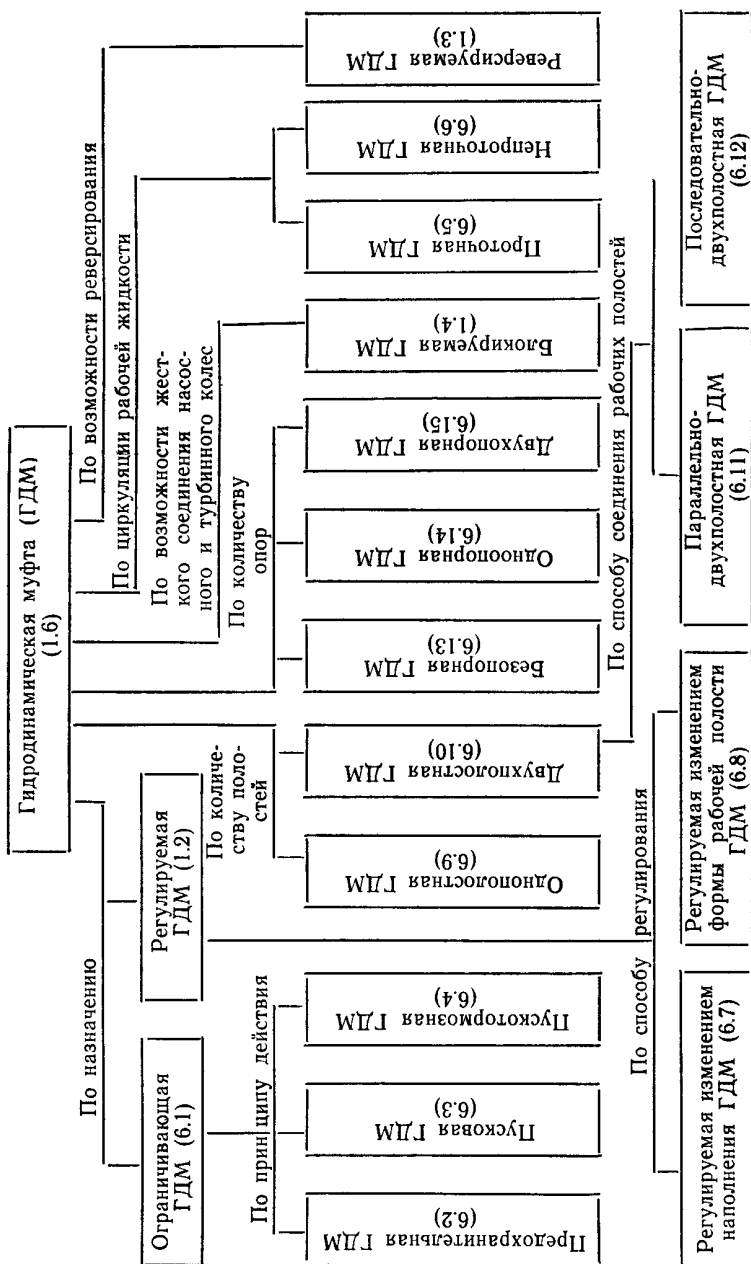 Гидродинамическая муфта (ГДМ)
(1.6)
По назначению
По возможности реверсирования
По циркуляции рабочей жидкости
По возможности жест-
кого соединения насос-
ного и турбинного колес
По количеству
опор
По количе-
ству поло-
стей
Ограничивающая
ГДМ (6.1)
Регулируемая
ГДМ (1.2)
По принципу действия
Предохранительная ГДМ
(6.2)
Пусковая ГДМ
(6.3)
Пускотормозная ГДМ
(6.4)
Однополостная ГДМ
(6.9)
Двухполостная ГДМ
(6.10)
Безопорная ГДМ
(6.13)
Одноопорная ГДМ
(6.14)
Двухопорная ГДМ
(6.15)
Блокируемая ГДМ
(1.4)
Проточная ГДМ
(6.5)
Непроточная ГДМ
(6.6)
Реверсируемая ГДМ
(1.3)
По способу регулирования
По способу соединения рабочих полостей
Регулируемая изменением
наполнения ГДМ (6.7)
Регулируемая изменением
формы рабочей полости
ГДМ (6.8)
Параллельно-
двухполостная ГДМ
(6.11)
Последовательно-
двухполостная ГДМ
(6.12)